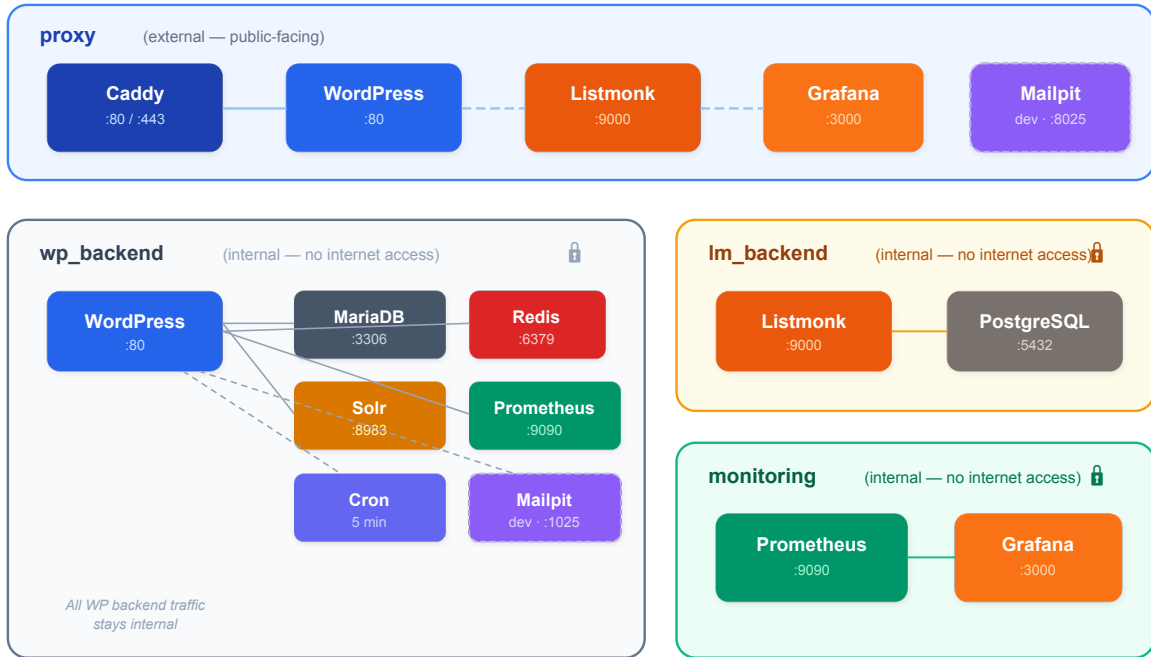 proxy (external — public-facing)
Caddy
:80 / :443
WordPress
:80
Listmonk
:9000
Grafana
:3000
Mailpit
dev · :8025
wp_backend (internal — no internet access)
WordPress
:80
MariaDB
:3306
Redis
:6379
Solr
:8983
Prometheus
:9090
Cron
5 min
Mailpit
dev · :1025
All WP backend traffic
stays internal
lm_backend (internal — no internet access)
Listmonk
:9000
PostgreSQL
:5432
monitoring (internal — no internet access)
Prometheus
:9090
Grafana
:3000